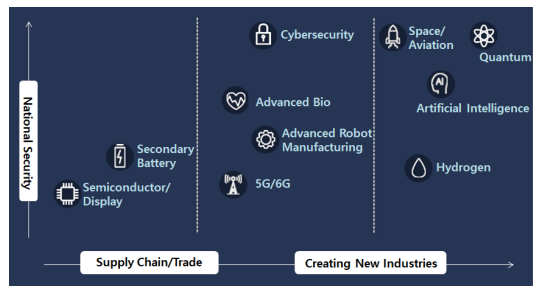 National Security
Cybersecurity
Space/
Aviation
Quantum
AI
Artificial Intelligence
Advanced Bio
Advanced Robot
Manufacturing
Secondary
Battery
Hydrogen
Semiconductor/
Display
5G/6G
Supply Chain/Trade
Creating New Industries